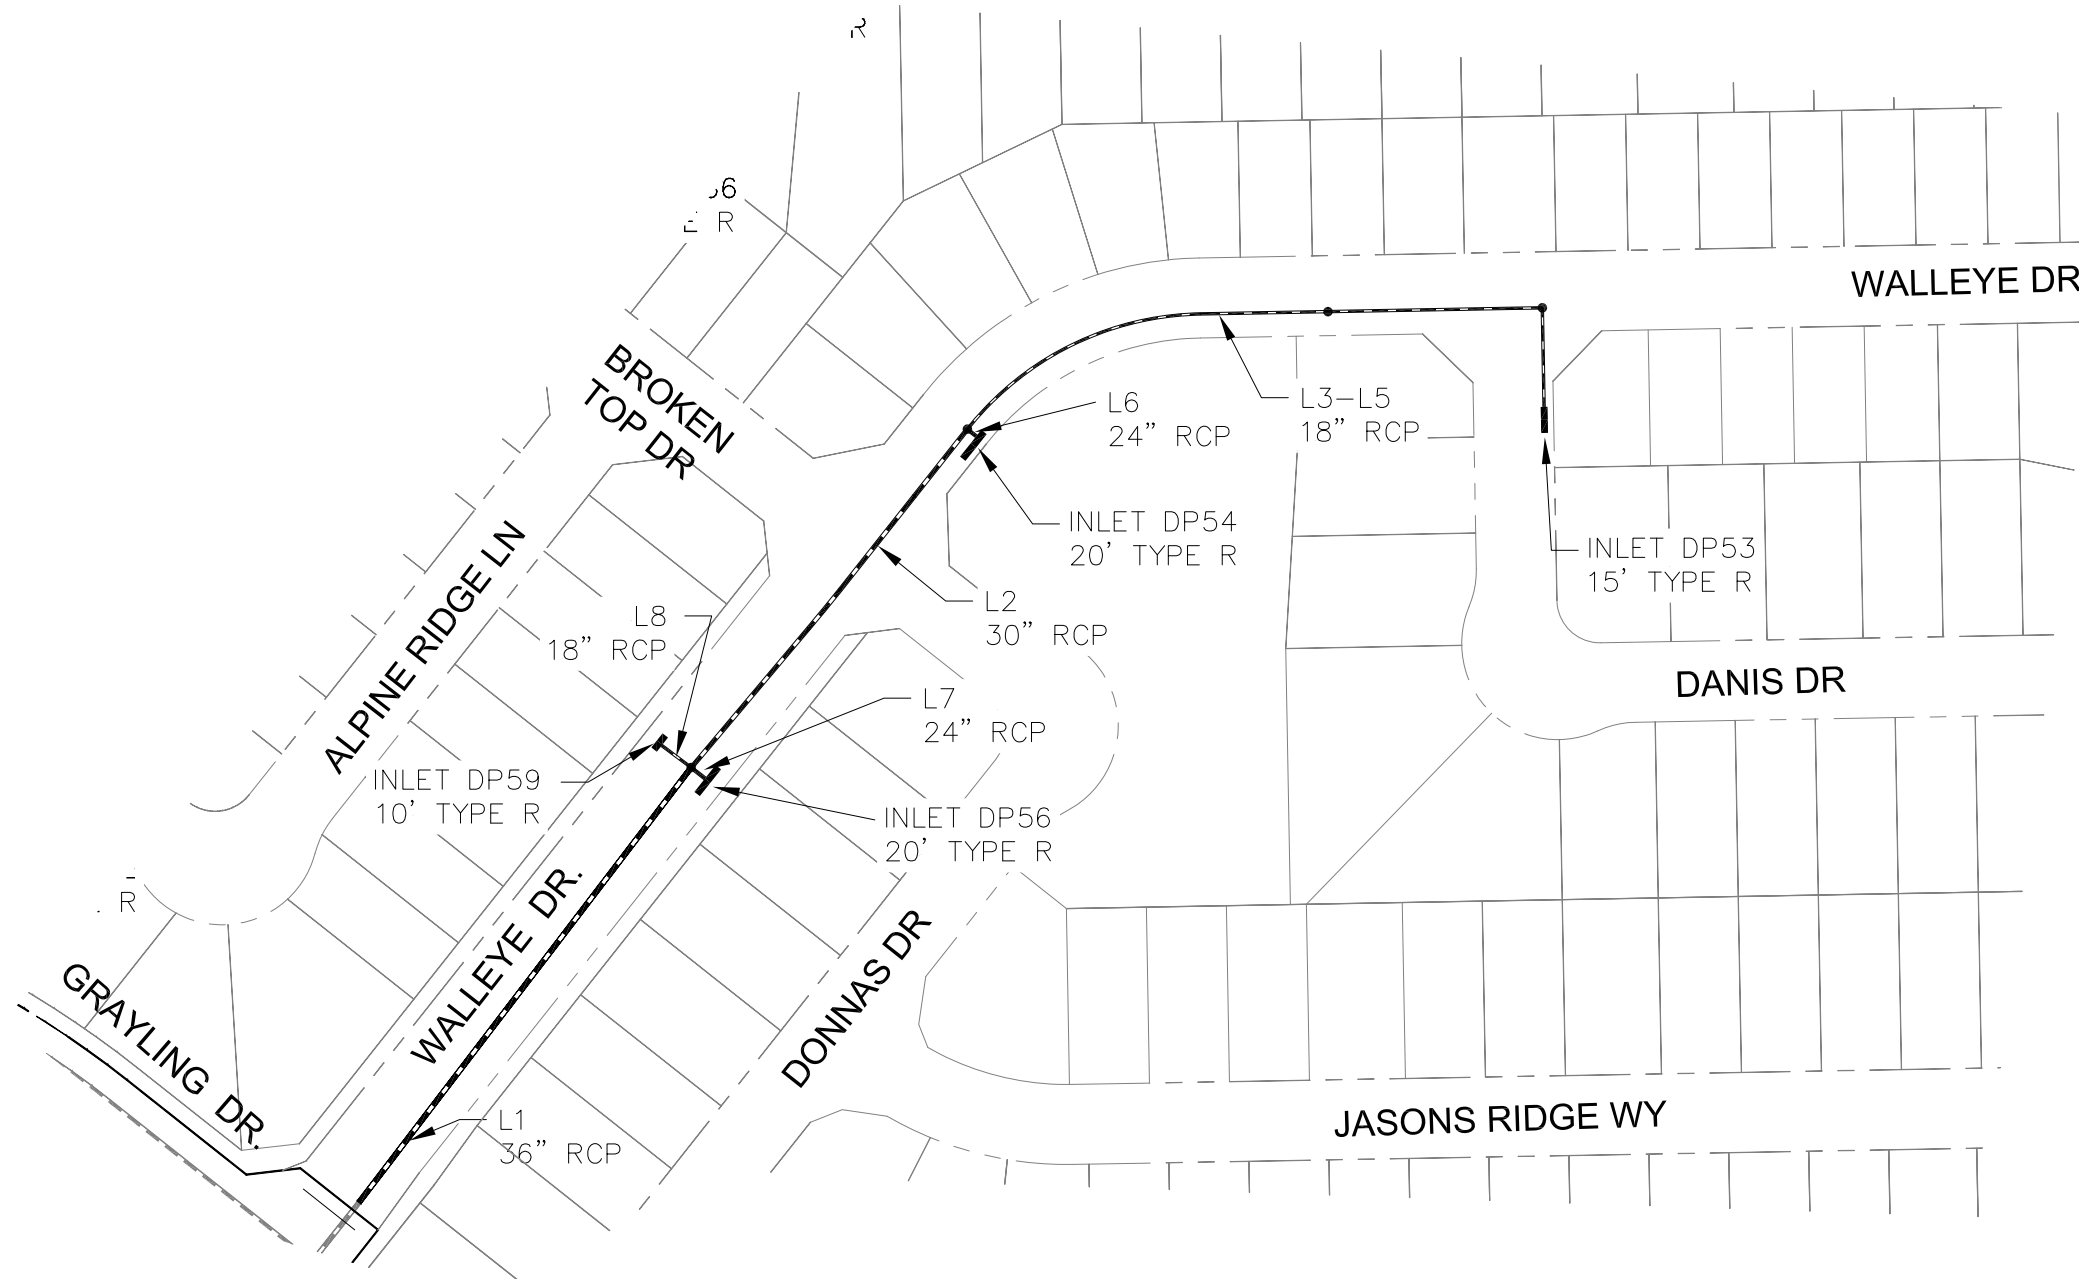 R
R
WALLEYE DR
BROKEN
TOP DR
L6
24" RCP
L3-L5
18" RCP
INLET DP54
20' TYPE R
INLET DP53
15' TYPE R
ALPINE RIDGE LN
L8
18" RCP
L2
30" RCP
DANIS DR
L7
24" RCP
INLET DP59
10' TYPE R
INLET DP56
20' TYPE R
R
WALLEYE DR.
DONNAS DR
GRAYLING DR.
L1
36" RCP
JASONS RIDGE WY